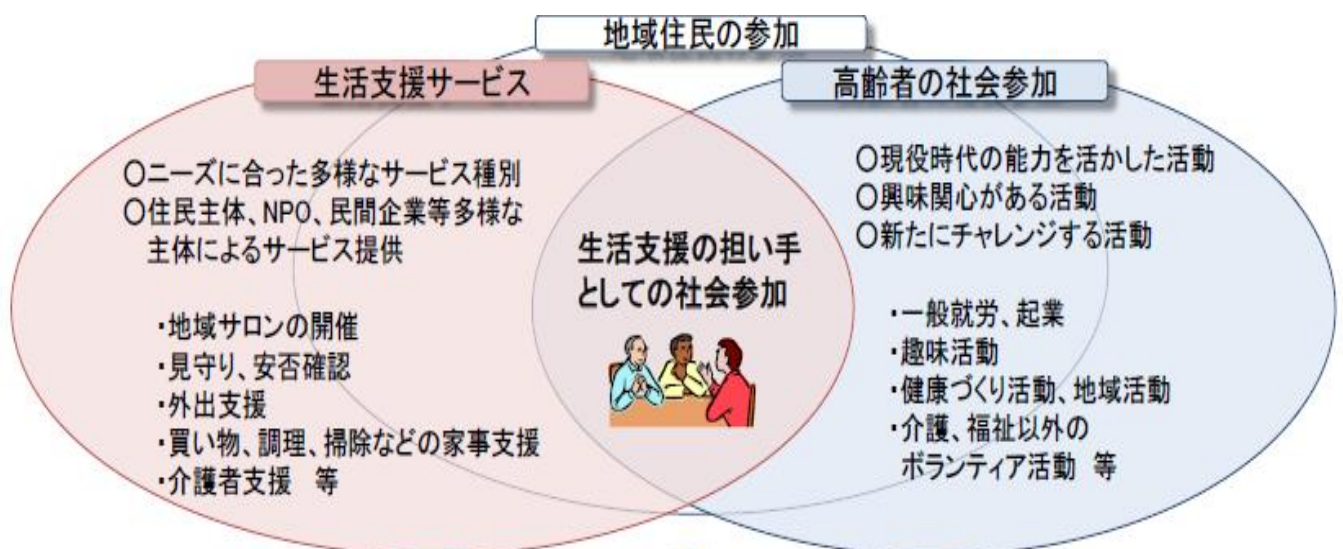 地域住民の参加
生活支援サービス
〇ニーズに合った多様なサービス種別
〇住民主体、NPO、民間企業等多様な
主体によるサービス提供
・地域サロンの開催
・見守り、安否確認
・外出支援
・買い物、調理、掃除などの家事支援
・介護者支援　等
生活支援の担い手
としての社会参加
高齢者の社会参加
〇現役時代の能力を活かした活動
〇興味関心がある活動
〇新たにチャレンジする活動
・一般就労、起業
・趣味活動
・健康づくり活動、地域活動
・介護、福祉以外の
ボランティア活動　等